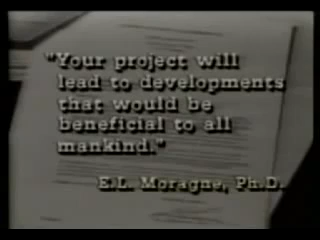 "Your project will
lead to developments
that would be
beneficial to all
mankind."
E.L. Moragne, Ph.D.